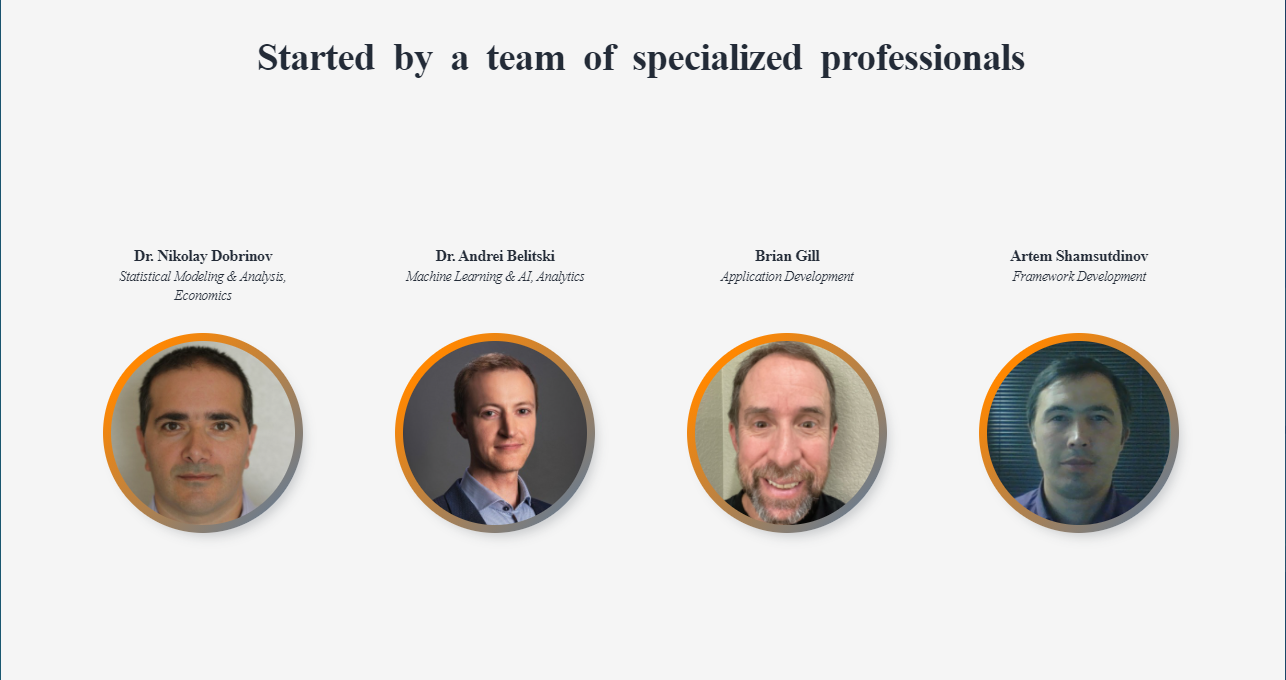 Started by a team of specialized professionals
Dr. Nikolay Dobrinov
Statistical Modeling & Analysis,
Economics
Dr. Andrei Belitski
Machine Learning & AI, Analytics
Brian Gill
Application Development
Artem Shamsutdinov
Framework Development